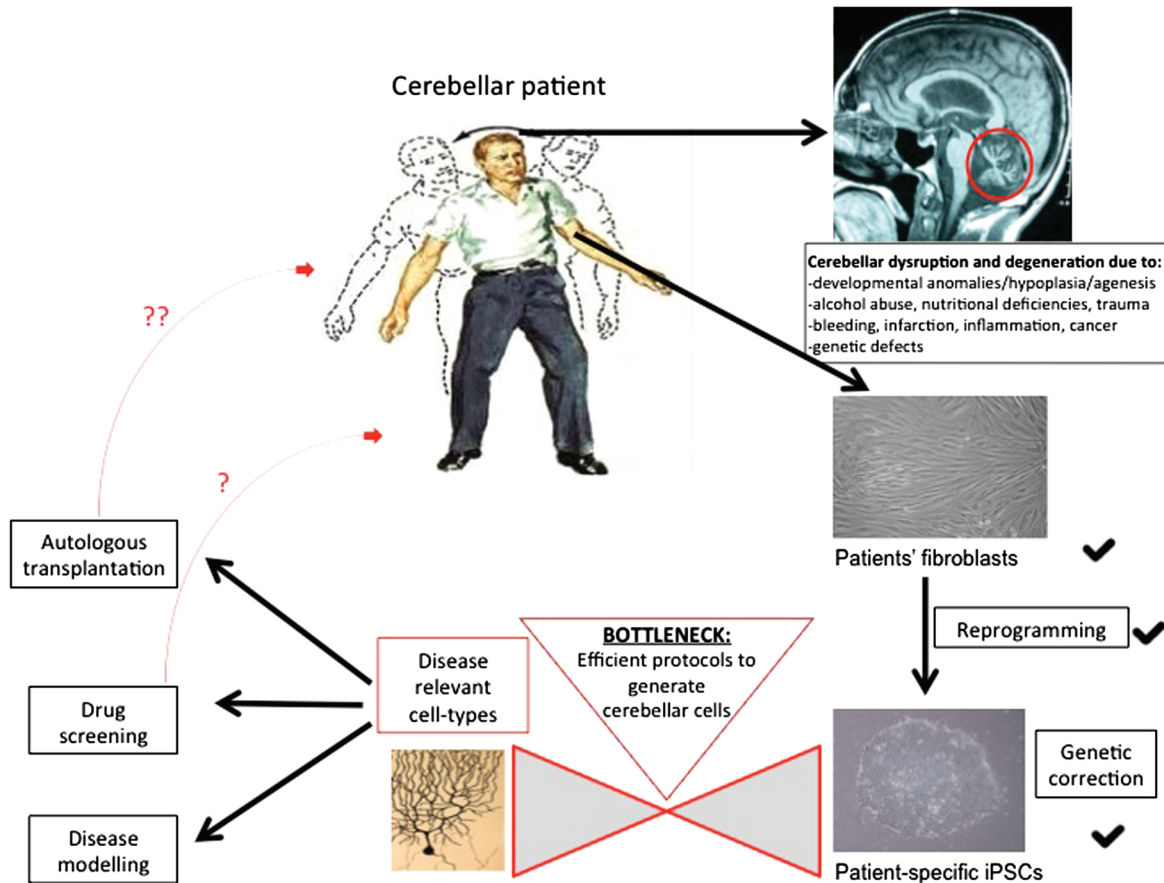 Cerebellar patient
Cerebellar dysruption and degeneration due to:
-developmental anomalies/hypoplasia/agenesis
-alcohol abuse, nutritional deficiencies, trauma
-bleeding, infarction, inflammation, cancer
-genetic defects
??
?
Patients' fibroblasts
Reprogramming
Genetic
correction
Patient-specific iPSCs
BOTTLENECK:
Efficient protocols to
generate
cerebellar cells
Disease
relevant
cell-types
Autologous
transplantation
Drug
screening
Disease
modelling